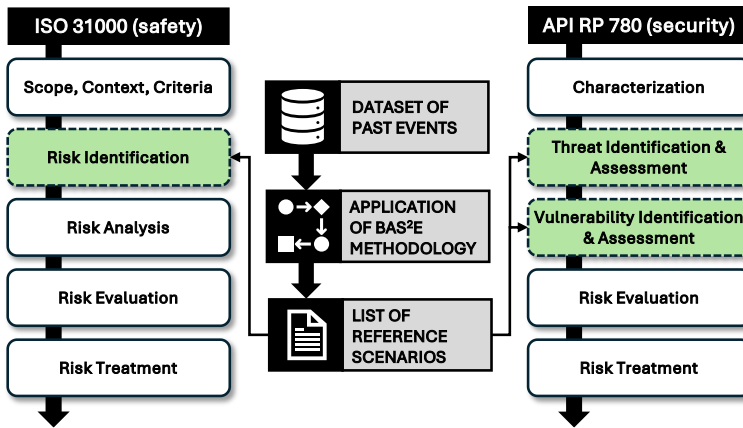 ISO 31000 (safety)
Scope, Context, Criteria
Risk Identification
Risk Analysis
Risk Evaluation
Risk Treatment
DATASET OF
PAST EVENTS
APPLICATION
OF BAS²E
METHODOLOGY
LIST OF
REFERENCE
SCENARIOS
API RP 780 (security)
Characterization
Threat Identification &
Assessment
Vulnerability Identification
& Assessment
Risk Evaluation
Risk Treatment